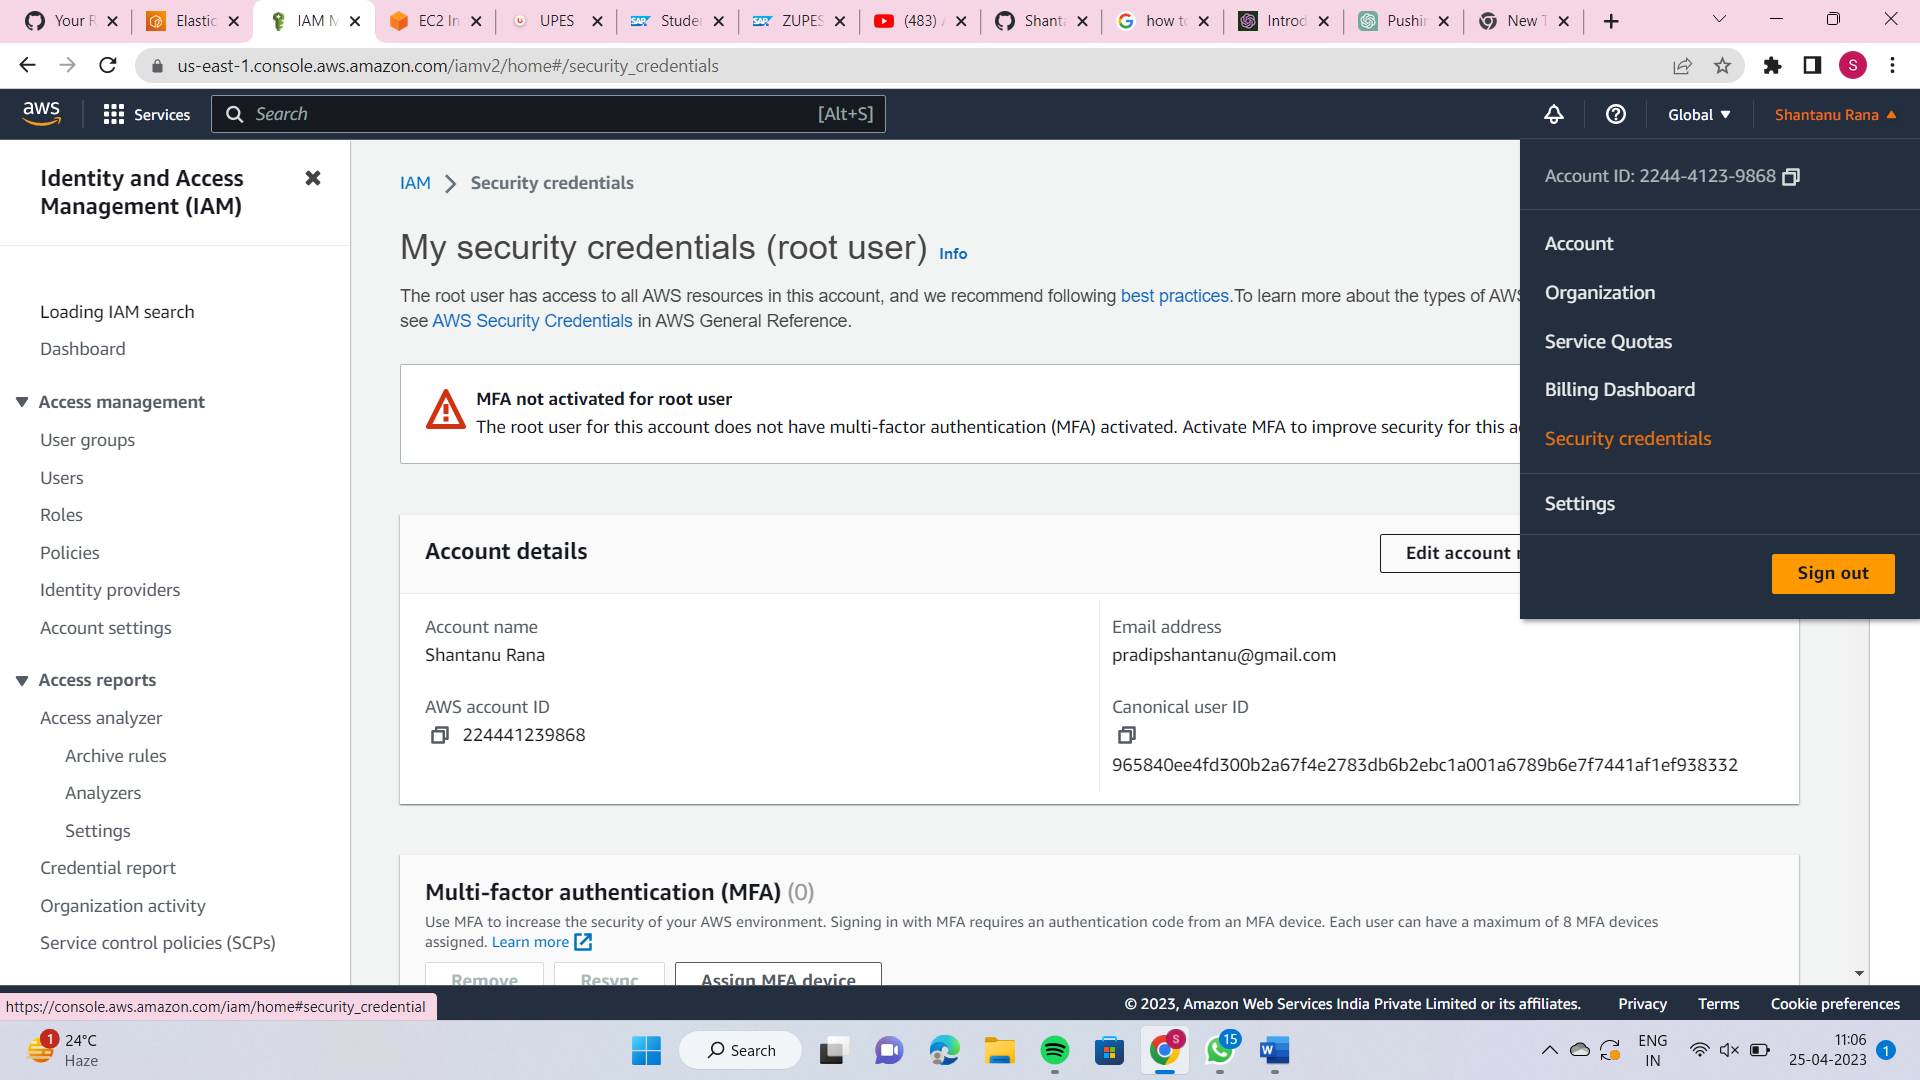 Your R
Elastic
IAM M
EC2 In
UPES
Studer
ZUPES
(483)
Shanta
how to
Introd
Pushin
New T
us-east-1.console.aws.amazon.com/iamv2/home#/security_credentials
S
aws
Services
Search
[Alt+S]
Global
Shantanu Rana
Identity and Access
Management (IAM)
Loading IAM search
Dashboard
Access management
User groups
Users
Roles
Policies
Identity providers
Account settings
Access reports
Access analyzer
Archive rules
Analyzers
Settings
Credential report
Organization activity
Service control policies (SCPs)
IAM
Security credentials
My security credentials (root user) Info
The root user has access to all AWS resources in this account, and we recommend following best practices.To learn more about the types of AWS
see AWS Security Credentials in AWS General Reference.
MFA not activated for root user
The root user for this account does not have multi-factor authentication (MFA) activated. Activate MFA to improve security for this a
Account details
Edit account
Account name
Shantanu Rana
AWS account ID
224441239868
Email address
pradipshantanu@gmail.com
Canonical user ID
965840ee4fd300b2a67f4e2783db6b2ebc1a001a6789b6e7f7441af1ef938332
Multi-factor authentication (MFA) (0)
Use MFA to increase the security of your AWS environment. Signing in with MFA requires an authentication code from an MFA device. Each user can have a maximum of 8 MFA devices
assigned. Learn more
Remove
Resync
Assign MFA device
Account ID: 2244-4123-9868
Account
Organization
Service Quotas
Billing Dashboard
Security credentials
Settings
Sign out
https://console.aws.amazon.com/iam/home#security_credential
© 2023, Amazon Web Services India Private Limited or its affiliates.
Privacy
Terms
Cookie preferences
1
24°C
Haze
Search
S
15
W
ENG
IN
11:06
25-04-2023
1